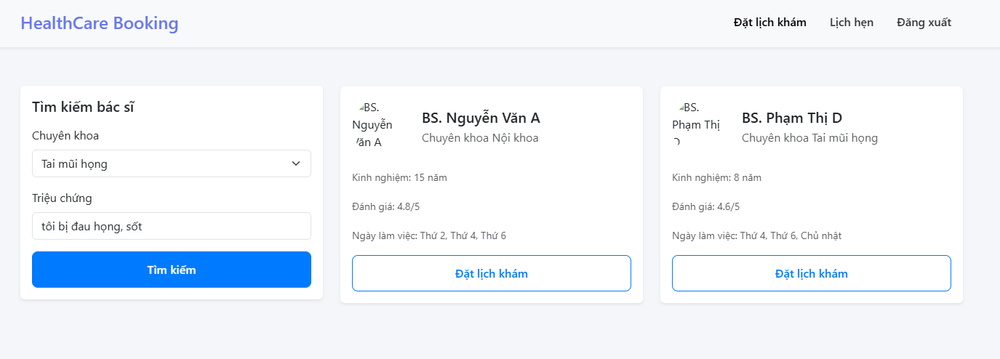 HealthCare Booking
Đặt lịch khám
Lịch hẹn
Đăng xuất
Tìm kiếm bác sĩ
Chuyên khoa
Tai mũi họng
Triệu chứng
tôi bị đau họng, sốt
Tìm kiếm
BS.
Nguyễn
Văn A
BS. Nguyễn Văn A
Chuyên khoa Nội khoa
Kinh nghiệm: 15 năm
Đánh giá: 4.8/5
Ngày làm việc: Thứ 2, Thứ 4, Thứ 6
Đặt lịch khám
BS.
Phạm Thị
D
BS. Phạm Thị D
Chuyên khoa Tai mũi họng
Kinh nghiệm: 8 năm
Đánh giá: 4.6/5
Ngày làm việc: Thứ 4, Thứ 6, Chủ nhật
Đặt lịch khám